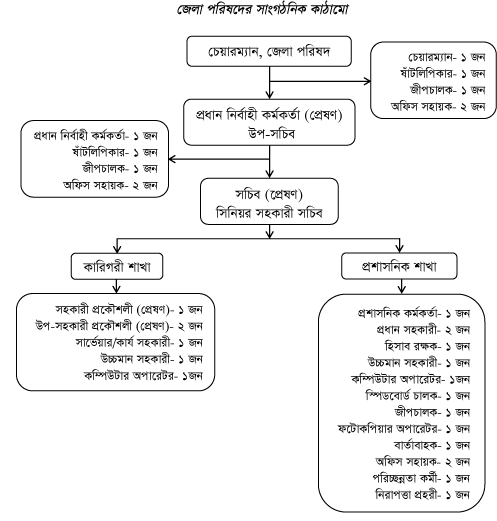 জেলা পরিষদের সাংগঠনিক কাঠামো
চেয়ারম্যান, জেলা পরিষদ
চেয়ারম্যান- ১ জন
ষাঁটলিপিকার- ১ জন
জীপচালক- ১ জন
অফিস সহায়ক- ২ জন
প্রধান নির্বাহী কর্মকর্তা (প্রেষণ)
উপ-সচিব
প্রধান নির্বাহী কর্মকর্তা- ১ জন
ষাঁটলিপিকার- ১ জন
জীপচালক- ১ জন
অফিস সহায়ক- ২ জন
সচিব (প্রেষণ)
সিনিয়র সহকারী সচিব
কারিগরী শাখা
সহকারী প্রকৌশলী (প্রেষণ)- ১ জন
উপ-সহকারী প্রকৌশলী (প্রেষণ)- ২ জন
সার্ভেয়ার/কার্য সহকারী- ১ জন
উচ্চমান সহকারী- ১ জন
কম্পিউটার অপারেটর- ১জন
প্রশাসনিক শাখা
প্রশাসনিক কর্মকর্তা- ১ জন
প্রধান সহকারী- ২ জন
হিসাব রক্ষক- ১ জন
উচ্চমান সহকারী- ১ জন
কম্পিউটার অপারেটর- ১জন
স্পিডবোর্ড চালক- ১ জন
জীপচালক- ১ জন
ফটোকপিয়ার অপারেটর- ১ জন
বার্তাবাহক- ১ জন
অফিস সহায়ক- ২ জন
পরিচ্ছন্নতা কর্মী- ১ জন
নিরাপত্তা প্রহরী- ১ জন